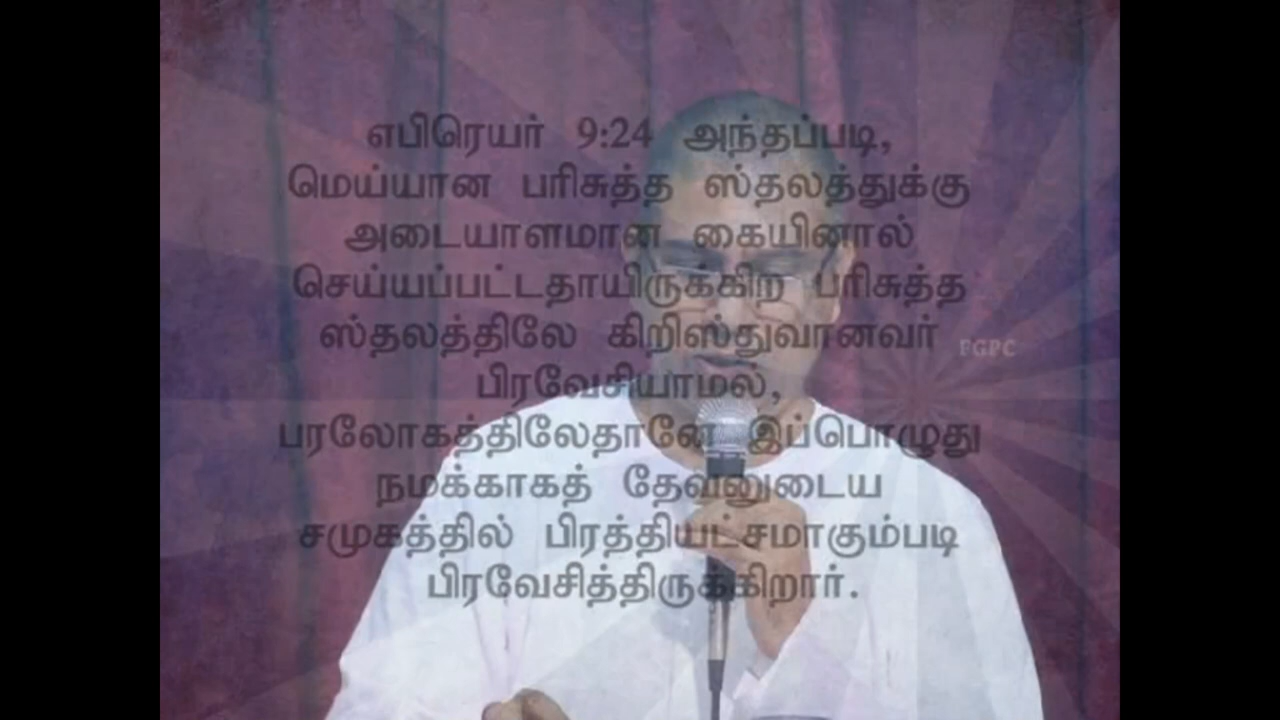 எபிரெயர் 9:24 அந்தப்படி,
மெய்யான பரிசுத்த ஸ்தலத்துக்கு
அடையாளமான கையினால்
செய்யப்பட்டதாயிருக்கிற பரிசுத்த
ஸ்தலத்திலே கிறிஸ்துவானவர்
FGPC
பிரவேசியாமல்,
பரலோகத்திலேதானே இப்பொழுது
நமக்காகத் தேவனுடைய
சமுகத்தில் பிரத்தியட்சமாகும்படி
பிரவேசித்திருக்கிறார்.